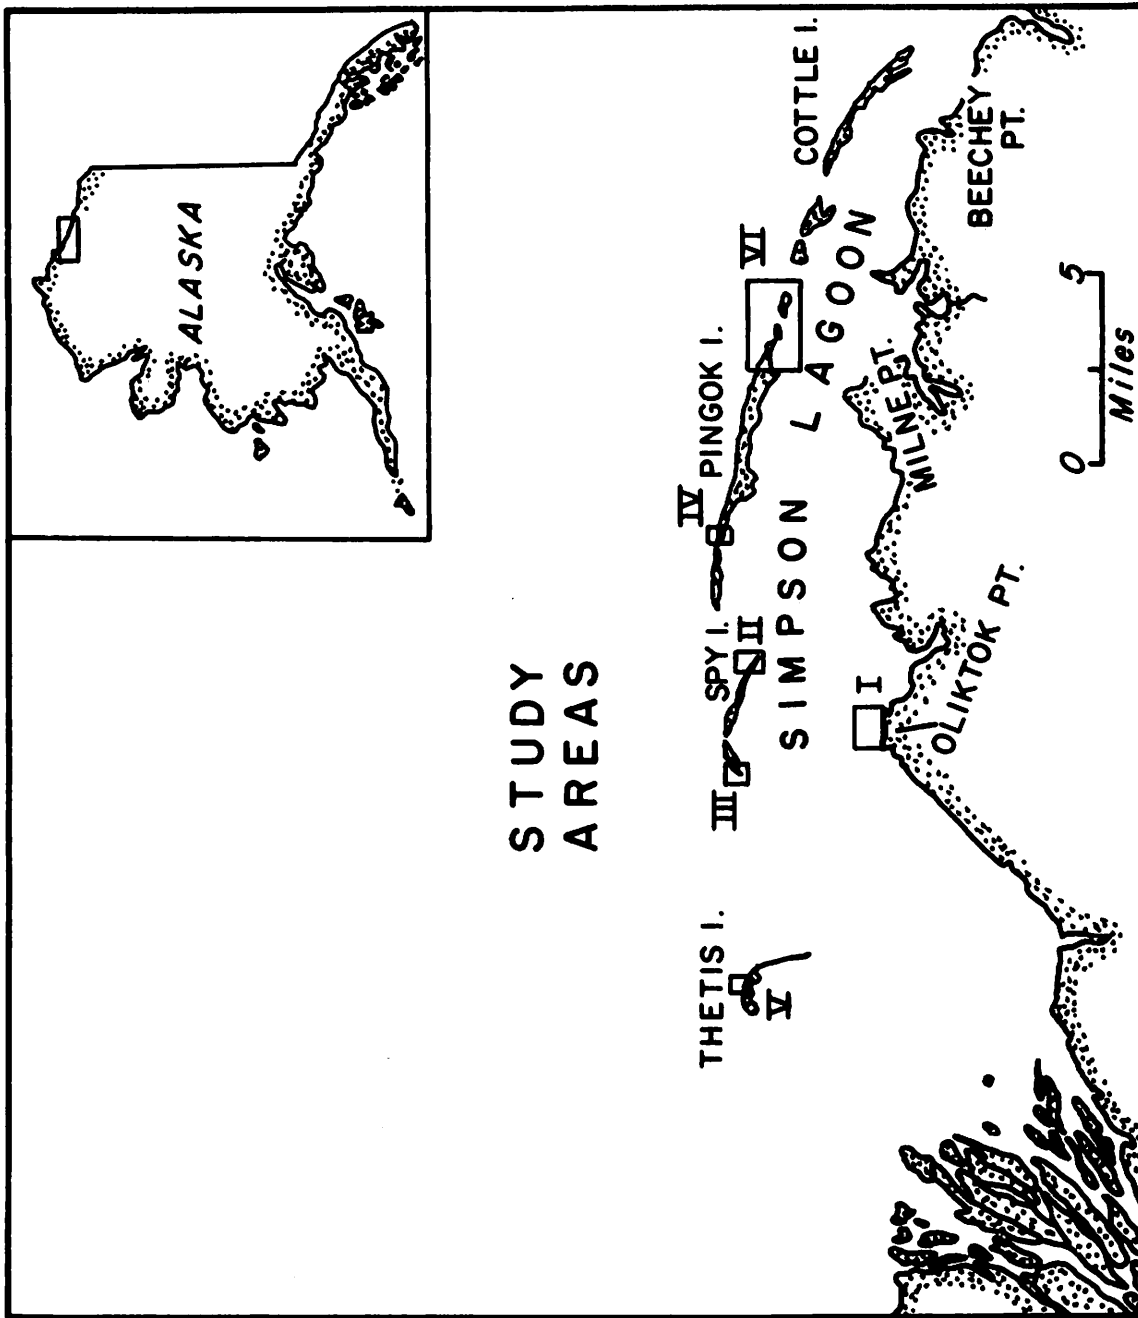 ALASKA
STUDY
AREAS
THETIS I.
V
III
SPY I.
II
IV
PINGOK I.
VI
COTTLE I.
SIMPSON LAGOON
I
OLIKTOK PT.
MILNE PT.
BEECHEY
PT.
0 5
Miles